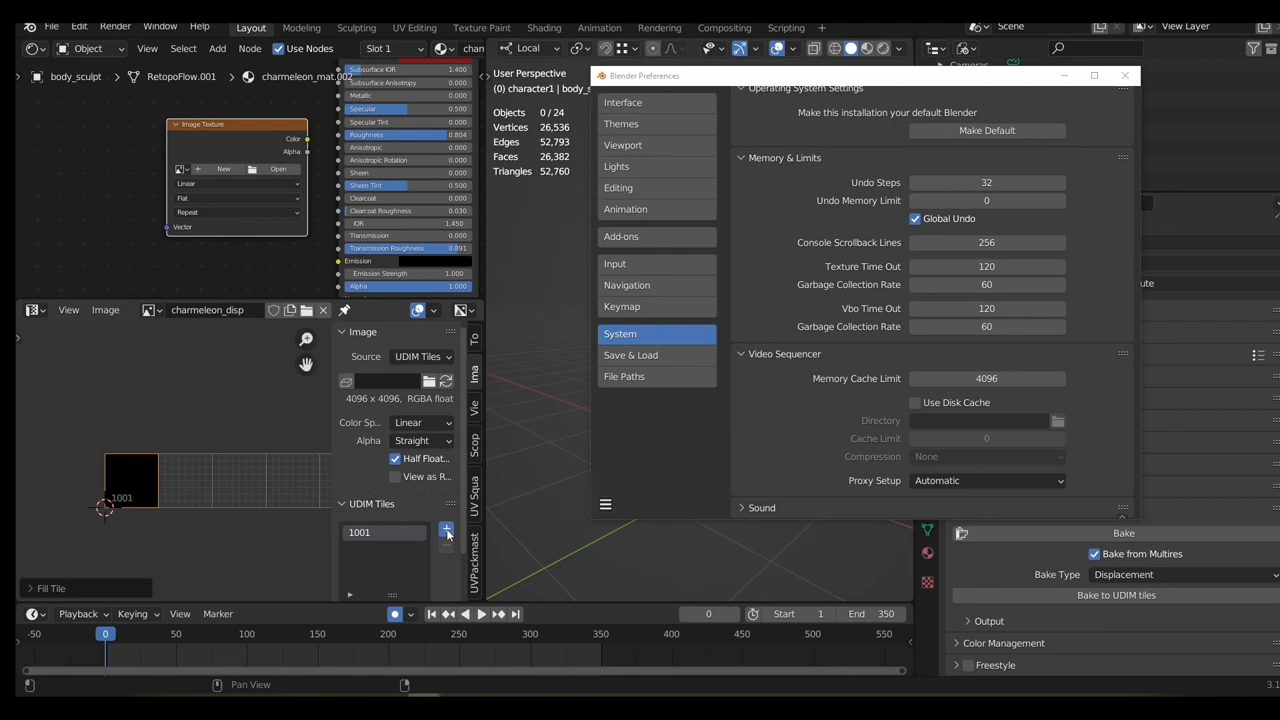 File Edit Render Window Help Layout Modeling Sculpting UV Editing Texture Paint Shading Animation Rendering Compositing Scripting + Scene View Layer
Object View Select Add Node Use Nodes Slot 1 Local
body_sculpt RetopoFlow.001 charmeleon_mat.002
Image Texture
Color
Alpha
New Open
Linear
Flat
Repeat
Vector
Subsurface IOR 1.400
Subsurface Anisotropy 0.000
Metallic 0.000
Specular 0.500
Specular Tint 0.000
Roughness 0.804
Anisotropic 0.000
Anisotropic Rotation 0.000
Sheen 0.000
Sheen Tint 0.500
Clearcoat 0.000
Clearcoat Roughness 0.030
IOR 1.450
Transmission 0.000
Transmission Roughness 0.891
Emission
Emission Strength 1.000
Alpha 1.000
User Perspective
(0) character1 | body_s
Objects 0 / 24
Vertices 26,536
Edges 52,793
Faces 26,382
Triangles 52,760
Blender Preferences
Interface
Themes
Viewport
Lights
Editing
Animation
Add-ons
Input
Navigation
Keymap
System
Save & Load
File Paths
Operating System Settings
Make this installation your default Blender
Make Default
Memory & Limits
Undo Steps 32
Undo Memory Limit 0
Global Undo
Console Scrollback Lines 256
Texture Time Out 120
Garbage Collection Rate 60
Vbo Time Out 120
Garbage Collection Rate 60
Video Sequencer
Memory Cache Limit 4096
Use Disk Cache
Directory
Cache Limit 0
Compression None
Proxy Setup Automatic
Sound
View Image charmeleon_disp
Image
Source UDIM Tiles
4096 x 4096, RGBA float
Color Sp... Linear
Alpha Straight
Half Float...
View as R...
UDIM Tiles
1001
1001
Fill Tile
To
Ima
Vie
Scop
UV Squa
UVPackmast
Bake
Bake from Multires
Bake Type Displacement
Bake to UDIM tiles
Output
Color Management
Freestyle
Playback Keying View Marker 0 Start 1 End 350
-50 0 50 100 150 200 250 300 350 400 450 500 550
Pan View
3.1